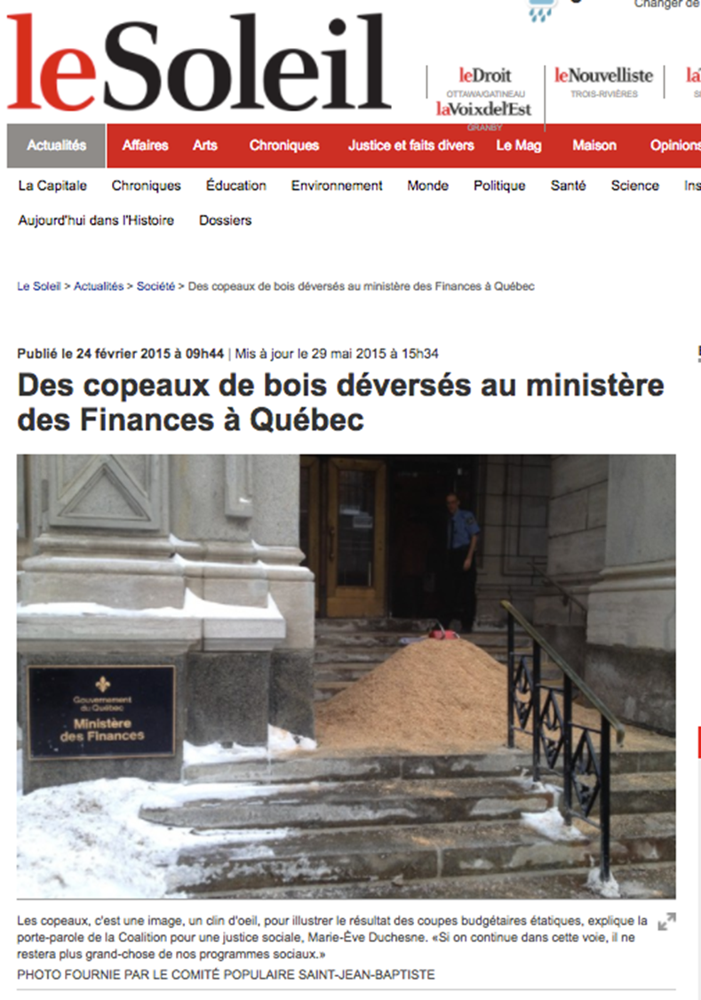 Changer de
leSoleil
leDroit
OTTAWA/GATINEAU
leNouvelliste
TROIS-RIVIÈRES
laVoixdel'Est
GRANBY
Actualités Affaires Arts Chroniques Justice et faits divers Le Mag Maison Opinions
La Capitale Chroniques Éducation Environnement Monde Politique Santé Science
Aujourd'hui dans l'Histoire Dossiers
Le Soleil > Actualités > Société > Des copeaux de bois déversés au ministère des Finances à Québec
Publié le 24 février 2015 à 09h44 | Mis à jour le 29 mai 2015 à 15h34
Des copeaux de bois déversés au ministère
des Finances à Québec
Gouvernement
du Québec
Ministère
des Finances
Les copeaux, c'est une image, un clin d'oeil, pour illustrer le résultat des coupes budgétaires étatiques, explique la
porte-parole de la Coalition pour une justice sociale, Marie-Ève Duchesne. «Si on continue dans cette voie, il ne
restera plus grand-chose de nos programmes sociaux.»
PHOTO FOURNIE PAR LE COMITÉ POPULAIRE SAINT-JEAN-BAPTISTE